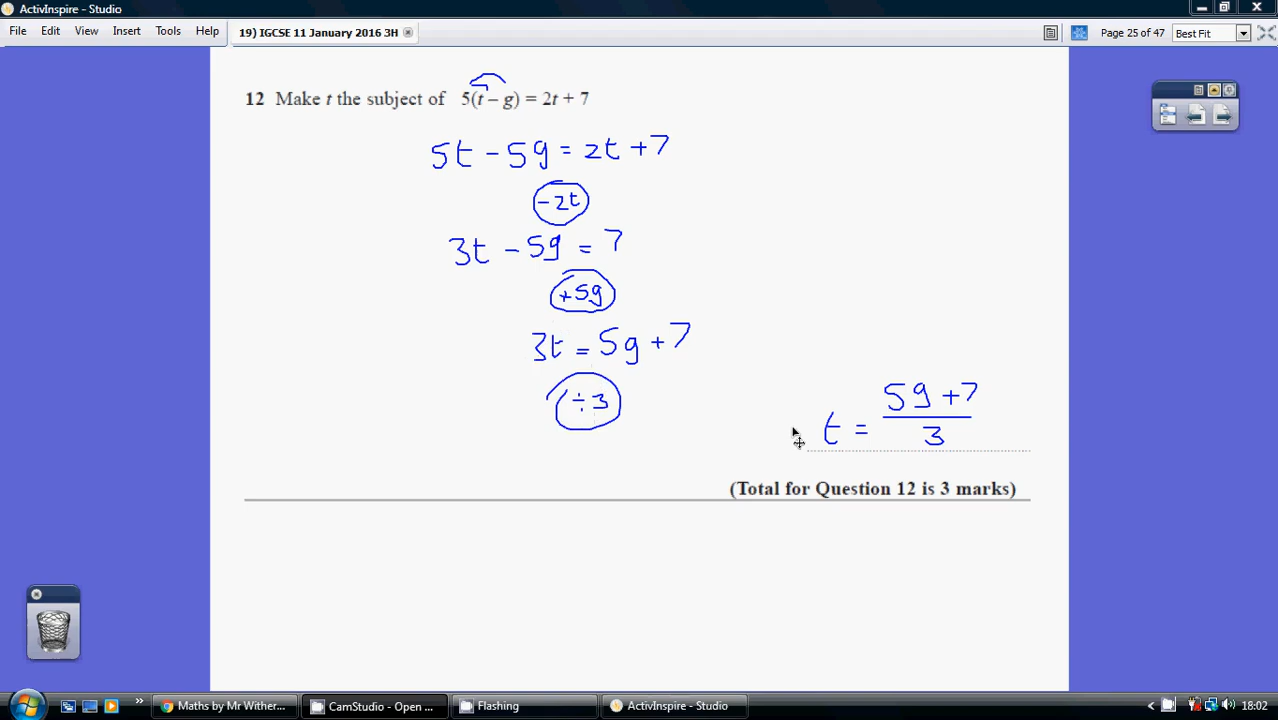 ActivInspire - Studio
File Edit View Insert Tools Help 19) IGCSE 11 January 2016 3H Page 25 of 47 Best Fit
12 Make t the subject of 5(t – g) = 2t + 7
5t - 5g = 2t + 7
- 2t
3t - 5g = 7
+5g
3t = 5g + 7
÷ 3
t = (5g + 7)/3
(Total for Question 12 is 3 marks)
Maths by Mr Wither... CamStudio - Open ... Flashing ActivInspire - Studio 18:02